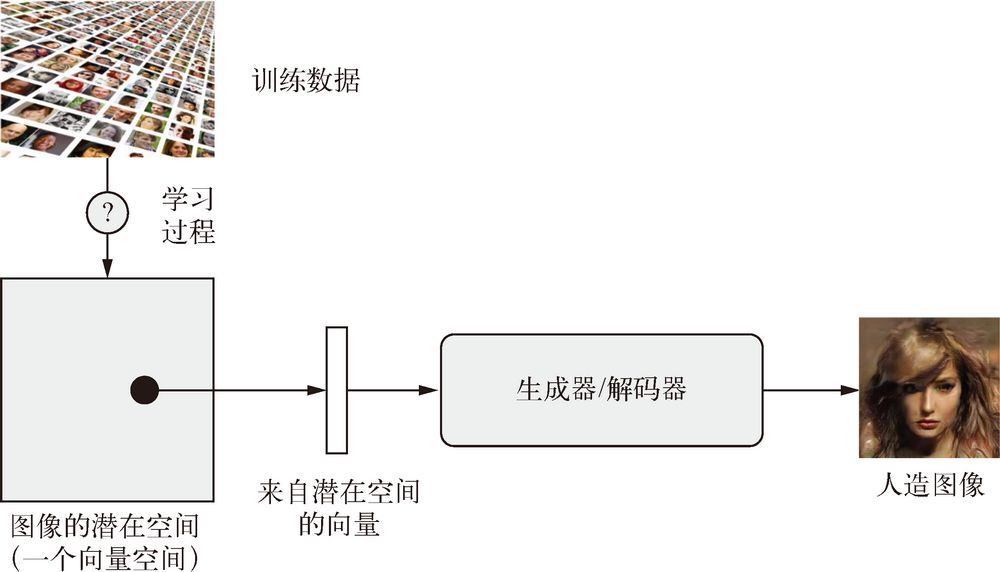 训练数据
学习
过程
?
生成器/解码器
来自潜在空间
的向量
人造图像
图像的潜在空间
（一个向量空间）